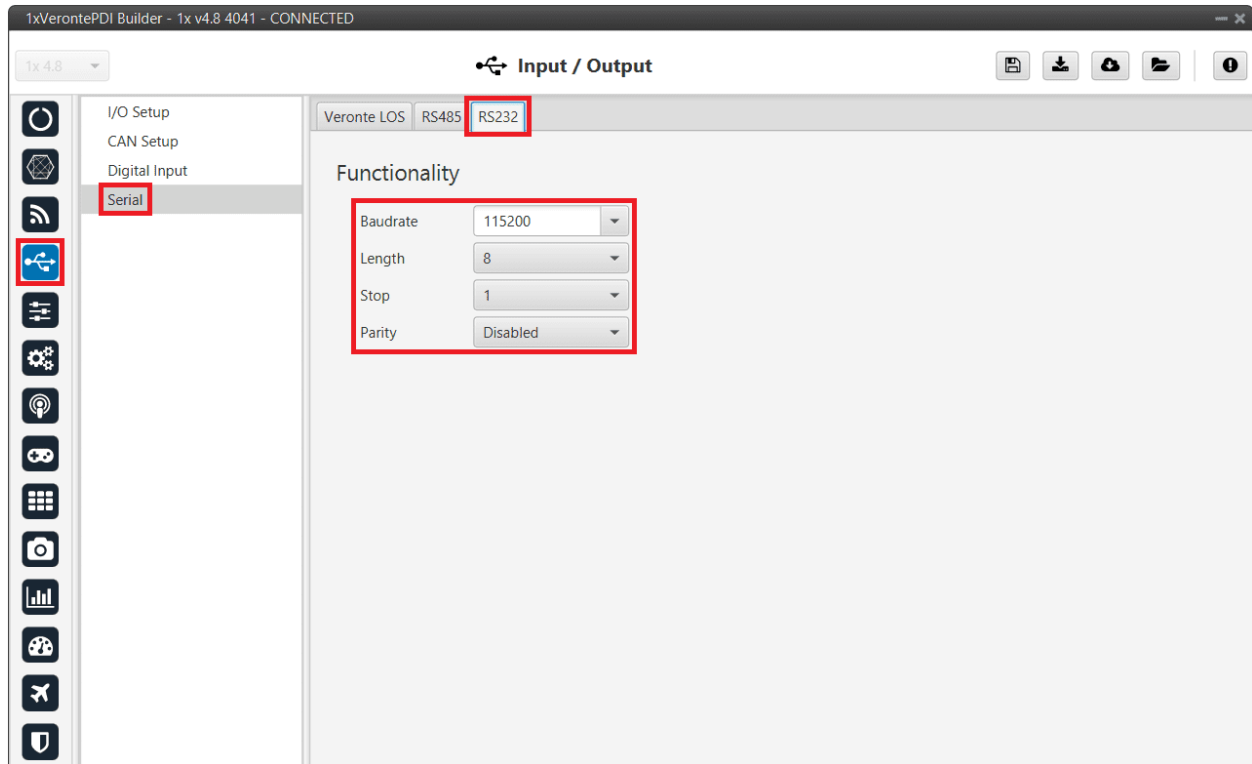 1xVerontePDI Builder - 1x v4.8 4041 - CONNECTED
1x 4.8
Input / Output
I/O Setup
CAN Setup
Digital Input
Serial
Veronte LOS RS485 RS232
Functionality
Baudrate 115200
Length 8
Stop 1
Parity Disabled